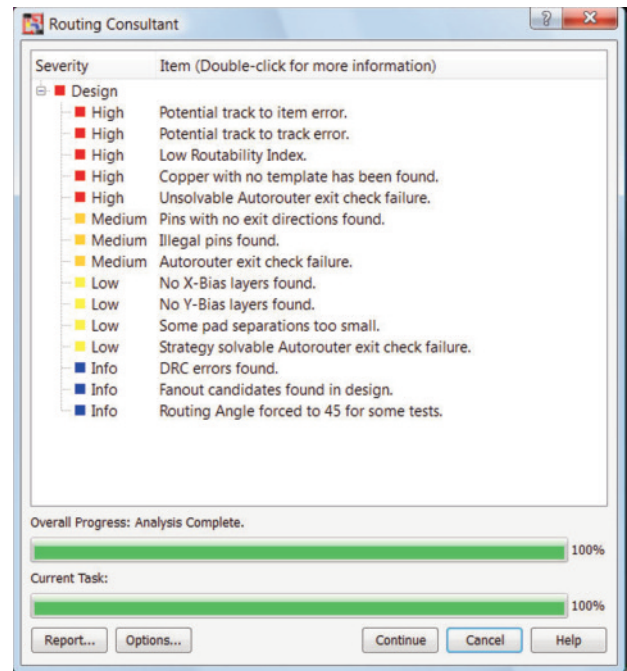 Routing Consultant
Severity Item (Double-click for more information)
Design
High Potential track to item error.
High Potential track to track error.
High Low Routability Index.
High Copper with no template has been found.
High Unsolvable Autorouter exit check failure.
Medium Pins with no exit directions found.
Medium Illegal pins found.
Medium Autorouter exit check failure.
Low No X-Bias layers found.
Low No Y-Bias layers found.
Low Some pad separations too small.
Low Strategy solvable Autorouter exit check failure.
Info DRC errors found.
Info Fanout candidates found in design.
Info Routing Angle forced to 45 for some tests.
Overall Progress: Analysis Complete.
100%
Current Task:
100%
Report... Options... Continue Cancel Help